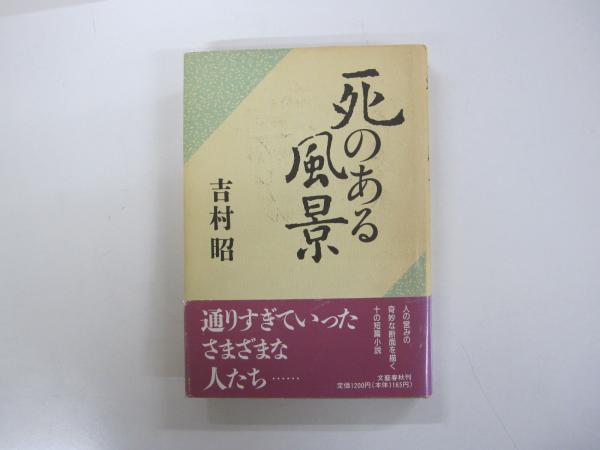 死のある
風景
吉村昭
通りすぎていった
さまざまな
人たち……
人の営みの
奇妙な断面を描く
十の短篇小説
文藝春秋刊
定価1200円(本体1165円)